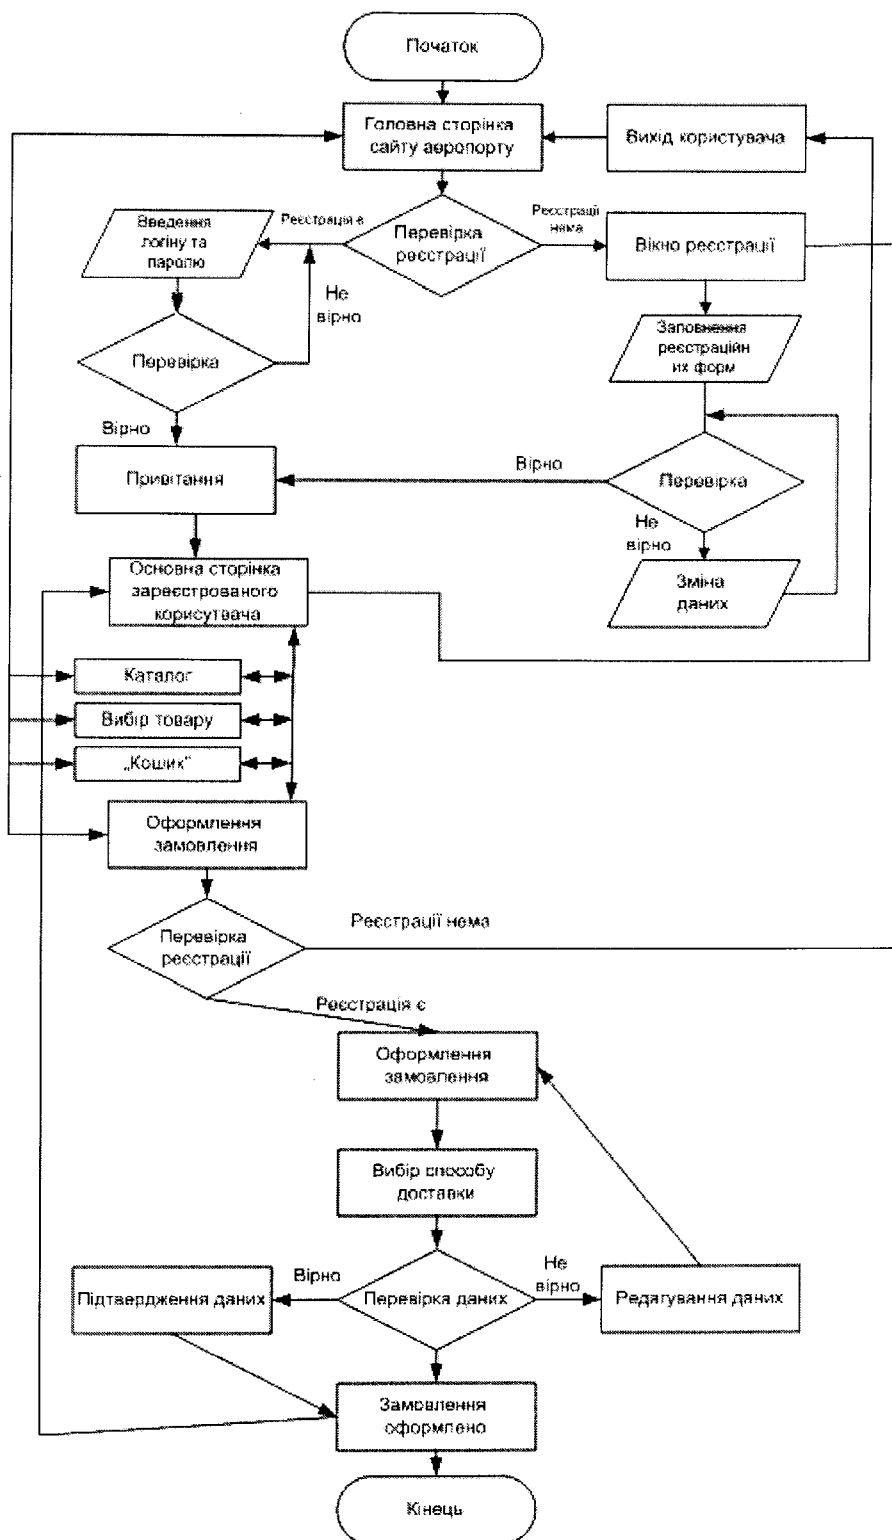 Початок
Головна сторінка
сайту аеропорту
Вихід користувача
Введення
логіну та
паролю
Реєстрація є
Перевірка
реєстрації
Реєстрації
нема
Вікно реєстрації
Не
вірно
Заповнення
реєстраційн
их форм
Перевірка
Вірно
Привітання
Вірно
Перевірка
Не
вірно
Зміна
даних
Основна сторінка
зареєстрованого
корисутвача
Каталог
Вибір товару
„Кошик"
Оформлення
замовлення
Перевірка
реєстрації
Реєстрації нема
Реєстрація є
Оформлення
замовлення
Вибір способу
доставки
Підтвердження даних
Вірно
Перевірка даних
Не
вірно
Редагування даних
Замовлення
оформлено
Кінець